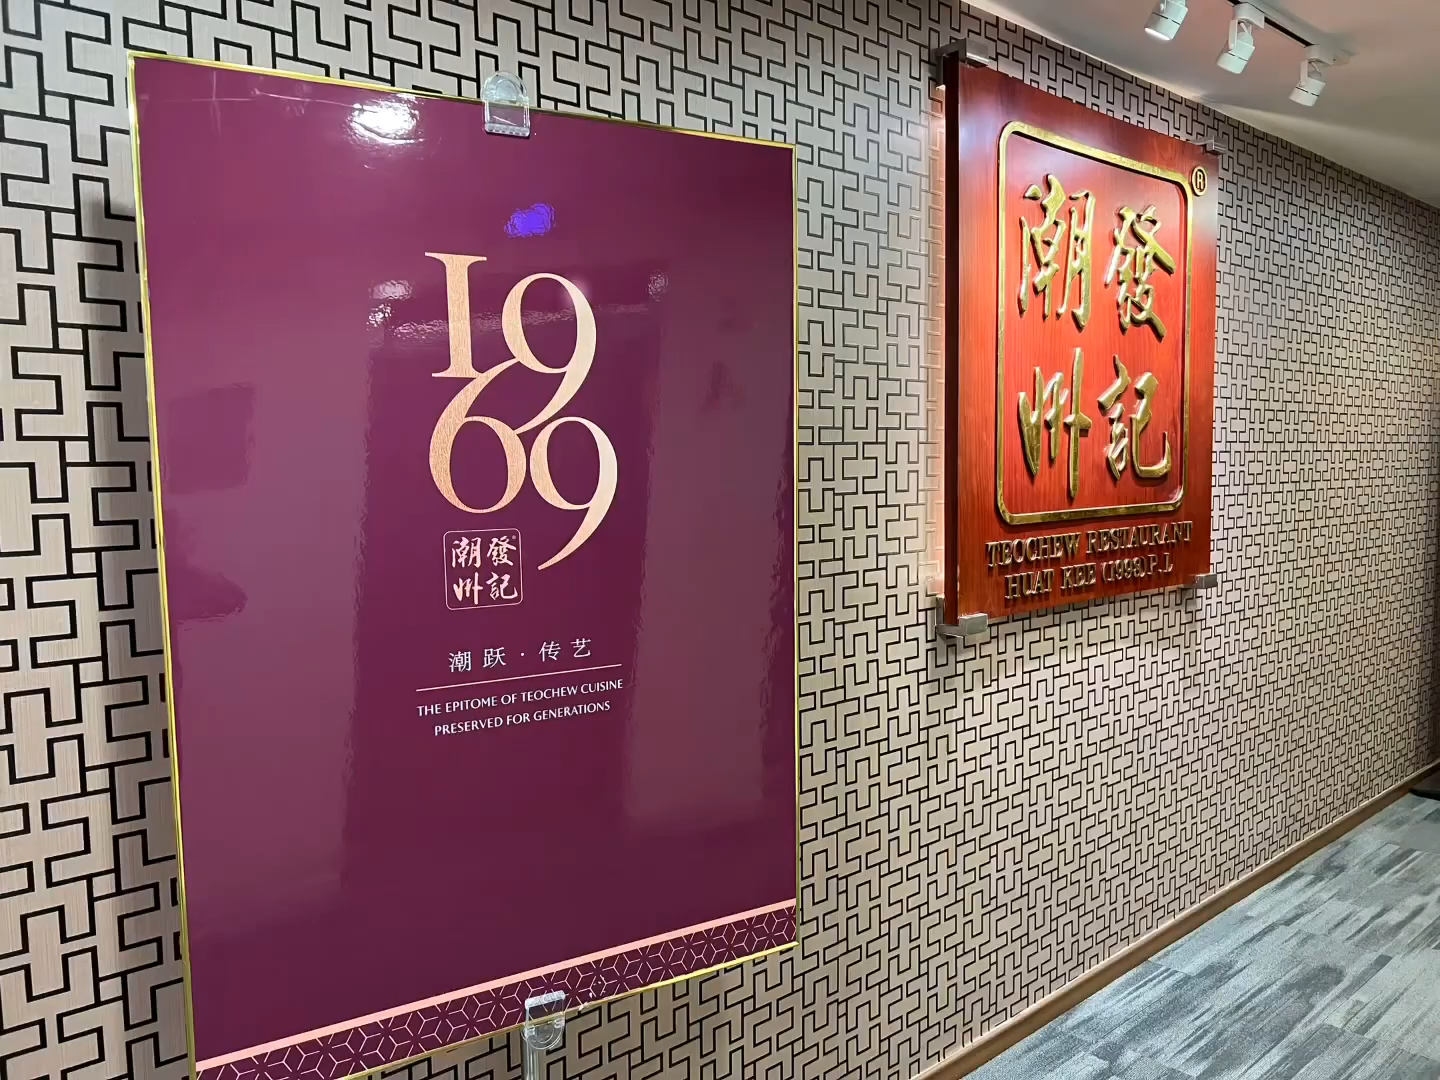 1969
潮發
州記
潮跃·传艺
THE EPITOME OF TEOCHEW CUISINE
PRESERVED FOR GENERATIONS
®
潮發
州記
TEOCHEW RESTAURANT
HUAT KEE (1998) P.L